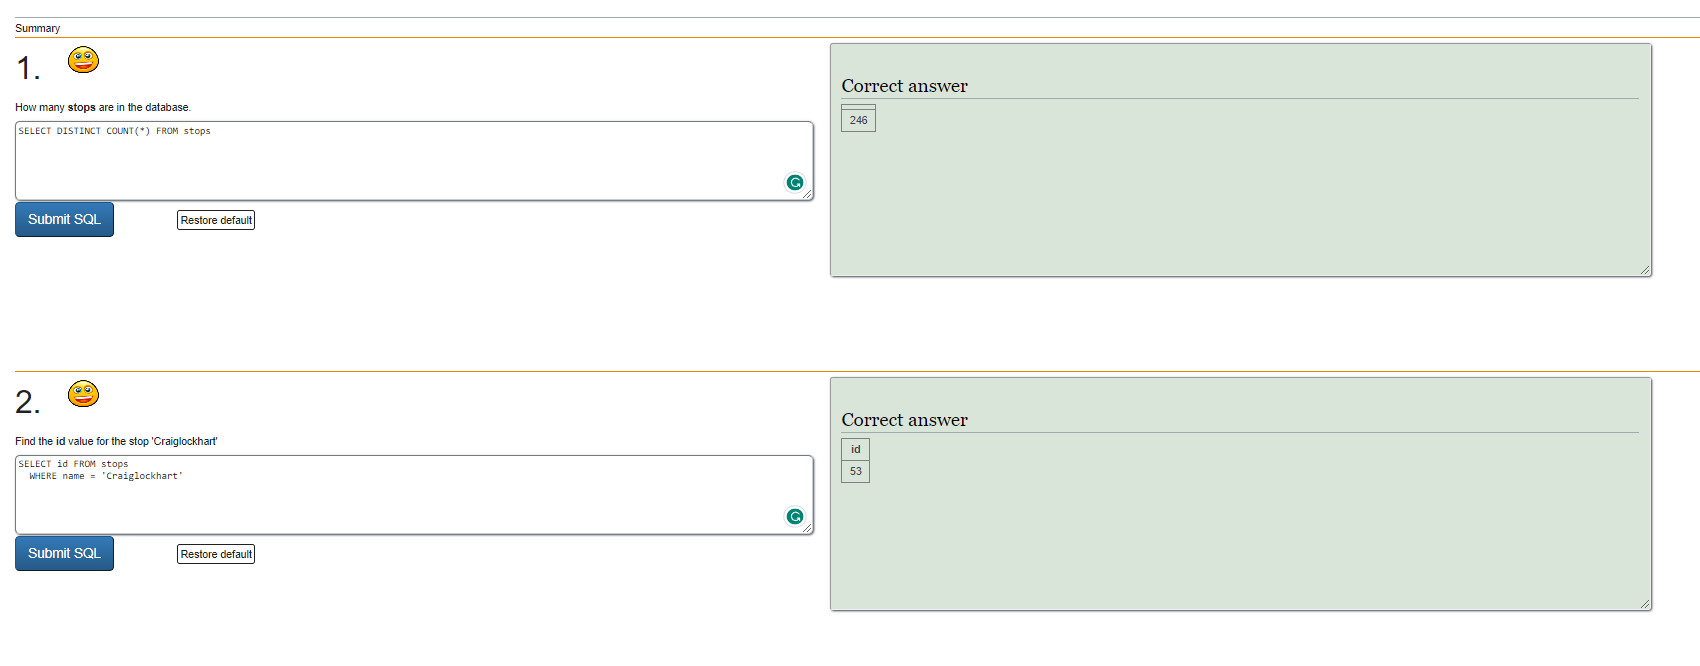 Summary
1.
How many stops are in the database.
SELECT DISTINCT COUNT(*) FROM stops
Submit SQL
Restore default
Correct answer
246
2.
Find the id value for the stop 'Craiglockhart'
SELECT id FROM stops
WHERE name = 'Craiglockhart'
Submit SQL
Restore default
Correct answer
id
53